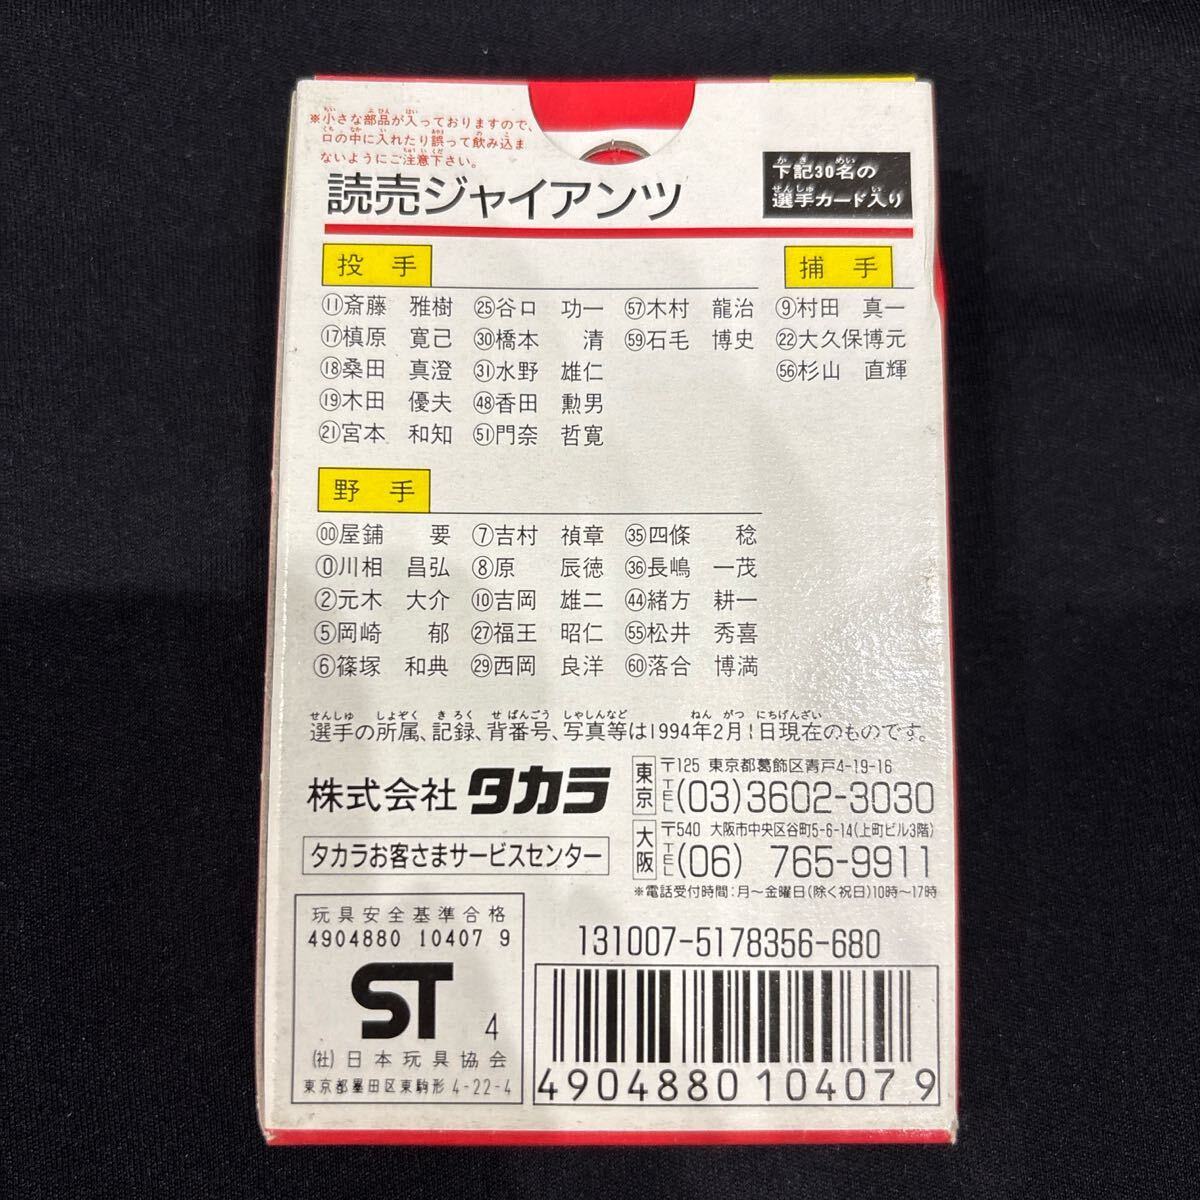 ※小さな部品が入っておりますので、
口の中に入れたり誤って飲み込ま
ないようにご注意下さい。
下記30名の
選手カード入り
読売ジャイアンツ
投手
⑪斎藤 雅樹 ㉕谷口 功一 57木村 龍治
⑰槙原 寛己 ㉚橋本 清 59石毛 博史
⑱桑田 真澄 ㉛水野 雄仁
⑲木田 優夫 ㊽香田 勲男
㉑宮本 和知 51門奈 哲寛
捕手
⑨村田 真一
㉒大久保博元
56杉山 直輝
野手
00屋鋪 要 ⑦吉村 禎章 ㉟四條 稔
⓪川相 昌弘 ⑧原 辰徳 ㊱長嶋 一茂
②元木 大介 ⑩吉岡 雄二 ㊹緒方 耕一
⑤岡崎 郁 ㉗福王 昭仁 55松井 秀喜
⑥篠塚 和典 ㉙西岡 良洋 60落合 博満
選手の所属、記録、背番号、写真等は1994年2月1日現在のものです。
株式会社 タカラ
タカラお客さまサービスセンター
東京 〒125 東京都葛飾区青戸4-19-16
TEL(03)3602-3030
大阪 〒540 大阪市中央区谷町5-6-14(上町ビル3階)
TEL(06) 765-9911
※電話受付時間:月〜金曜日(除く祝日)10時〜17時
玩具安全基準合格
4904880 10407 9
ST 4
(社)日本玩具協会
東京都墨田区東駒形 4-22-4
131007-5178356-680
4904880104079